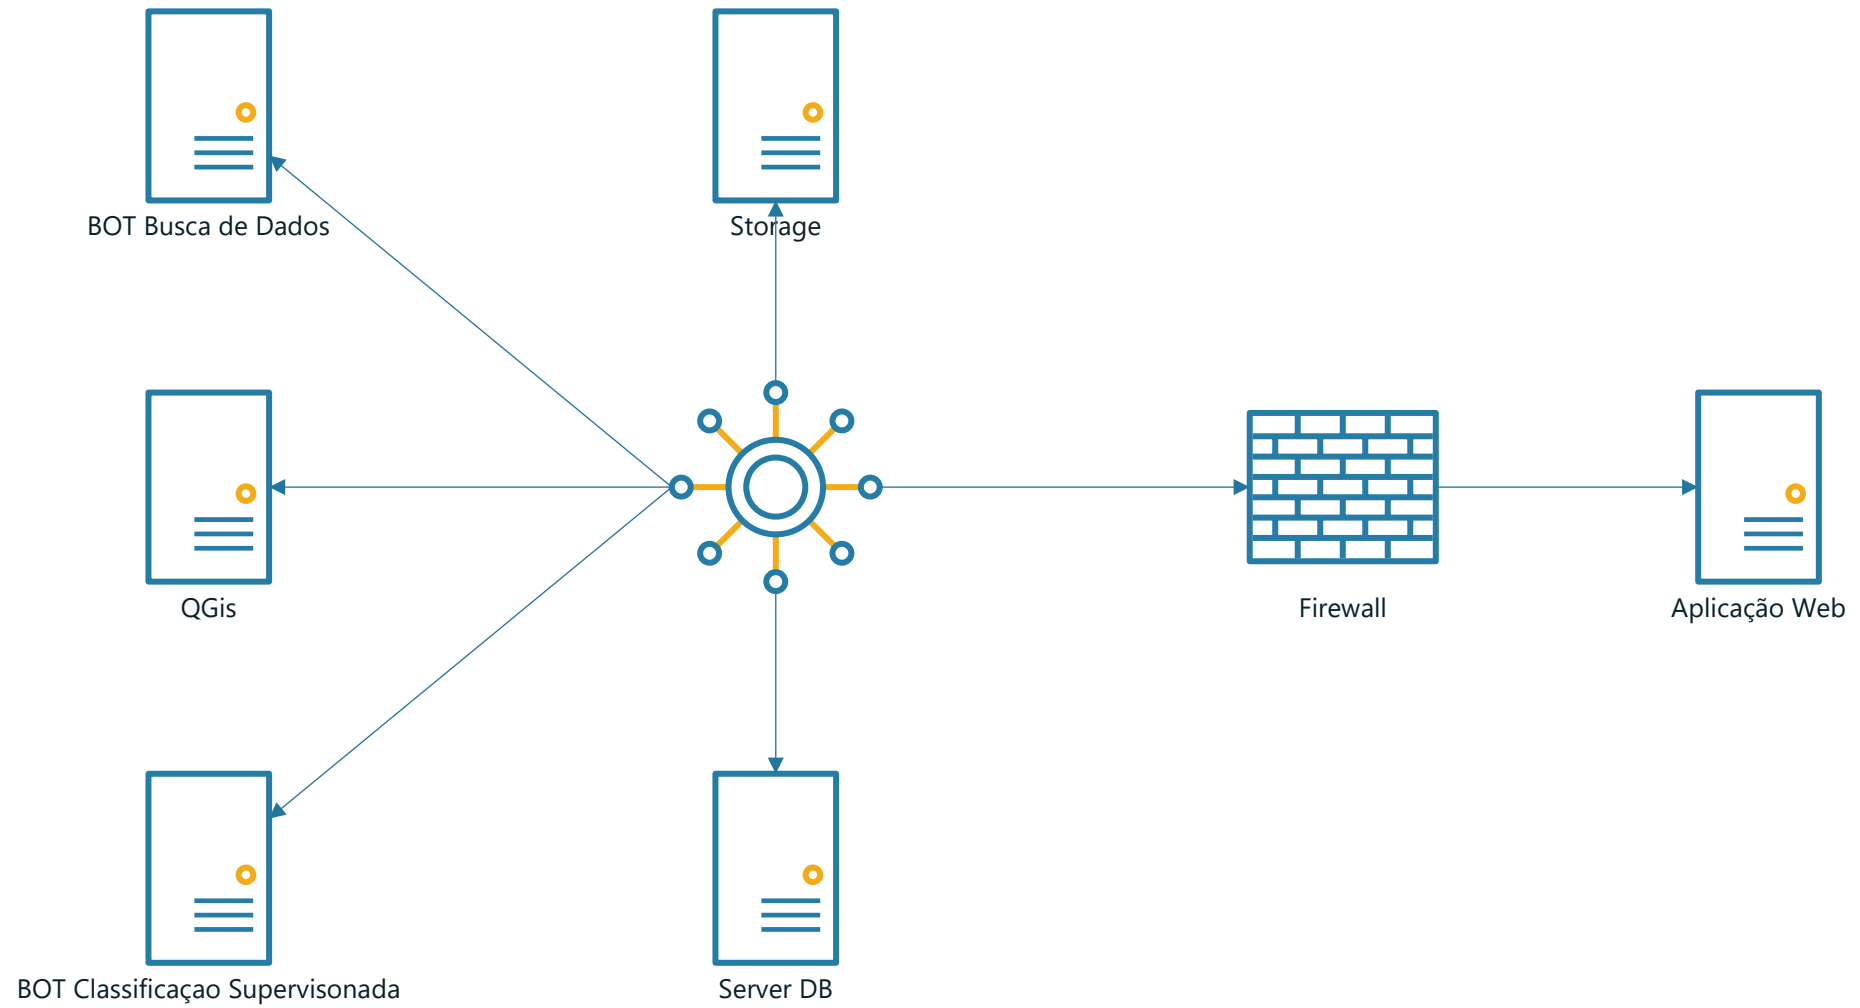 BOT Busca de Dados
Storage
QGis
Firewall
Aplicação Web
BOT Classificaçao Supervisonada
Server DB